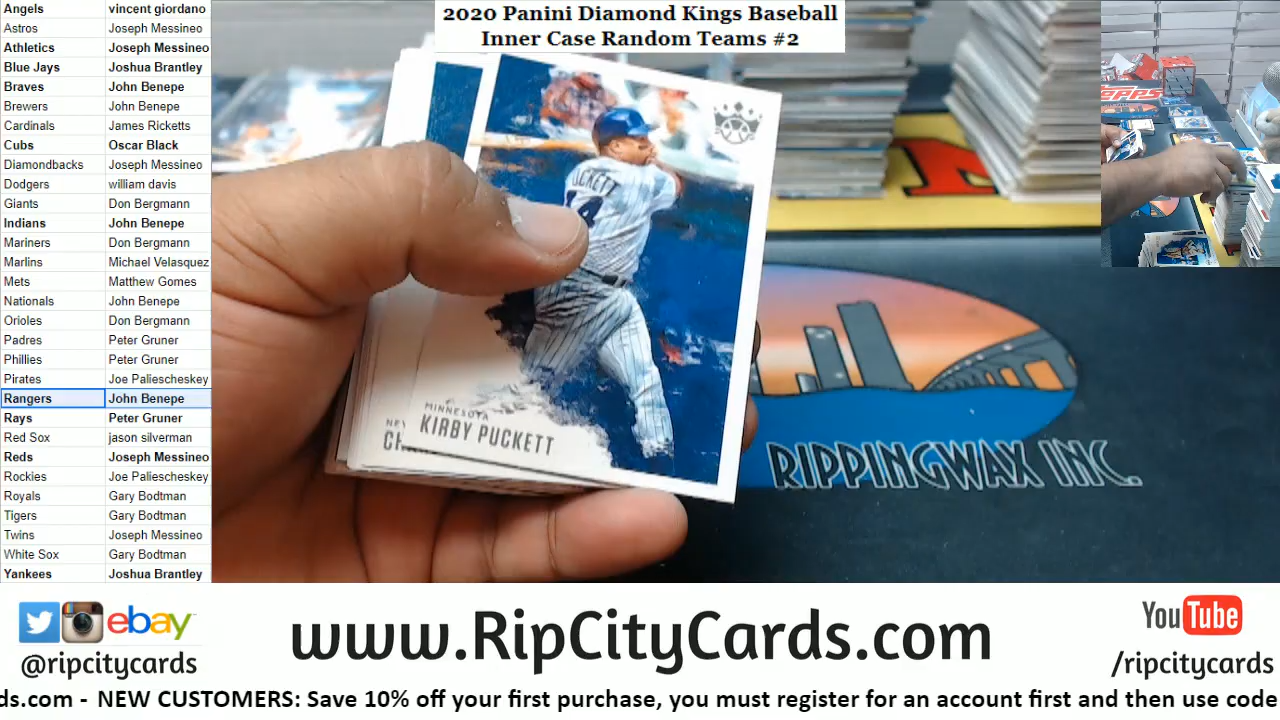 2020 Panini Diamond Kings Baseball
Inner Case Random Teams #2
Angels vincent giordano
Astros Joseph Messineo
Athletics Joseph Messineo
Blue Jays Joshua Brantley
Braves John Benepe
Brewers John Benepe
Cardinals James Ricketts
Cubs Oscar Black
Diamondbacks Joseph Messineo
Dodgers william davis
Giants Don Bergmann
Indians John Benepe
Mariners Don Bergmann
Marlins Michael Velasquez
Mets Matthew Gomes
Nationals John Benepe
Orioles Don Bergmann
Padres Peter Gruner
Phillies Peter Gruner
Pirates Joe Paliescheskey
Rangers John Benepe
Rays Peter Gruner
Red Sox jason silverman
Reds Joseph Messineo
Rockies Joe Paliescheskey
Royals Gary Bodtman
Tigers Gary Bodtman
Twins Joseph Messineo
White Sox Gary Bodtman
Yankees Joshua Brantley
MINNESOTA
KIRBY PUCKETT
RIPPINGWAX INC.
ebay
@ripcitycards
www.RipCityCards.com
YouTube
/ripcitycards
ds.com - NEW CUSTOMERS: Save 10% off your first purchase, you must register for an account first and then use code